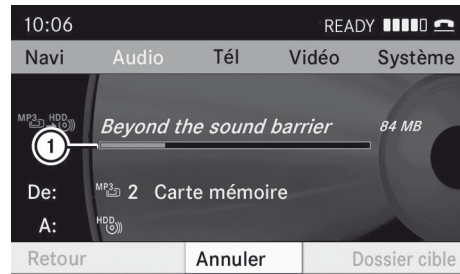 10:06 READY
Navi Audio Tél Vidéo Système
MP3 HDD
Beyond the sound barrier 84 MB
1
De: MP3 2 Carte mémoire
A: HDD
Retour Annuler Dossier cible